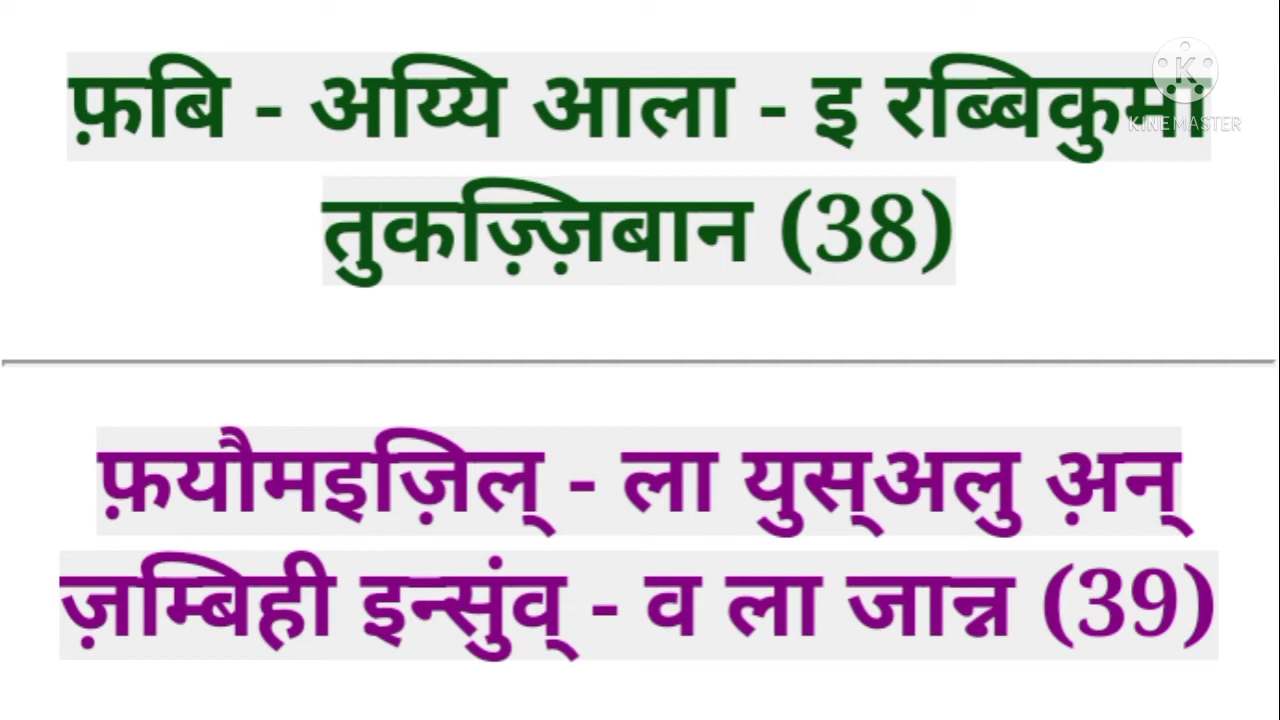 फ़बि - अय्यि आला - इ रब्बिकुमा
KINEMASTER
तुकज़्ज़िबान (38)
फ़यौमइज़िल् - ला युस्अलु अ़न्
ज़म्बिही इन्सुंव् - व ला जान्न (39)